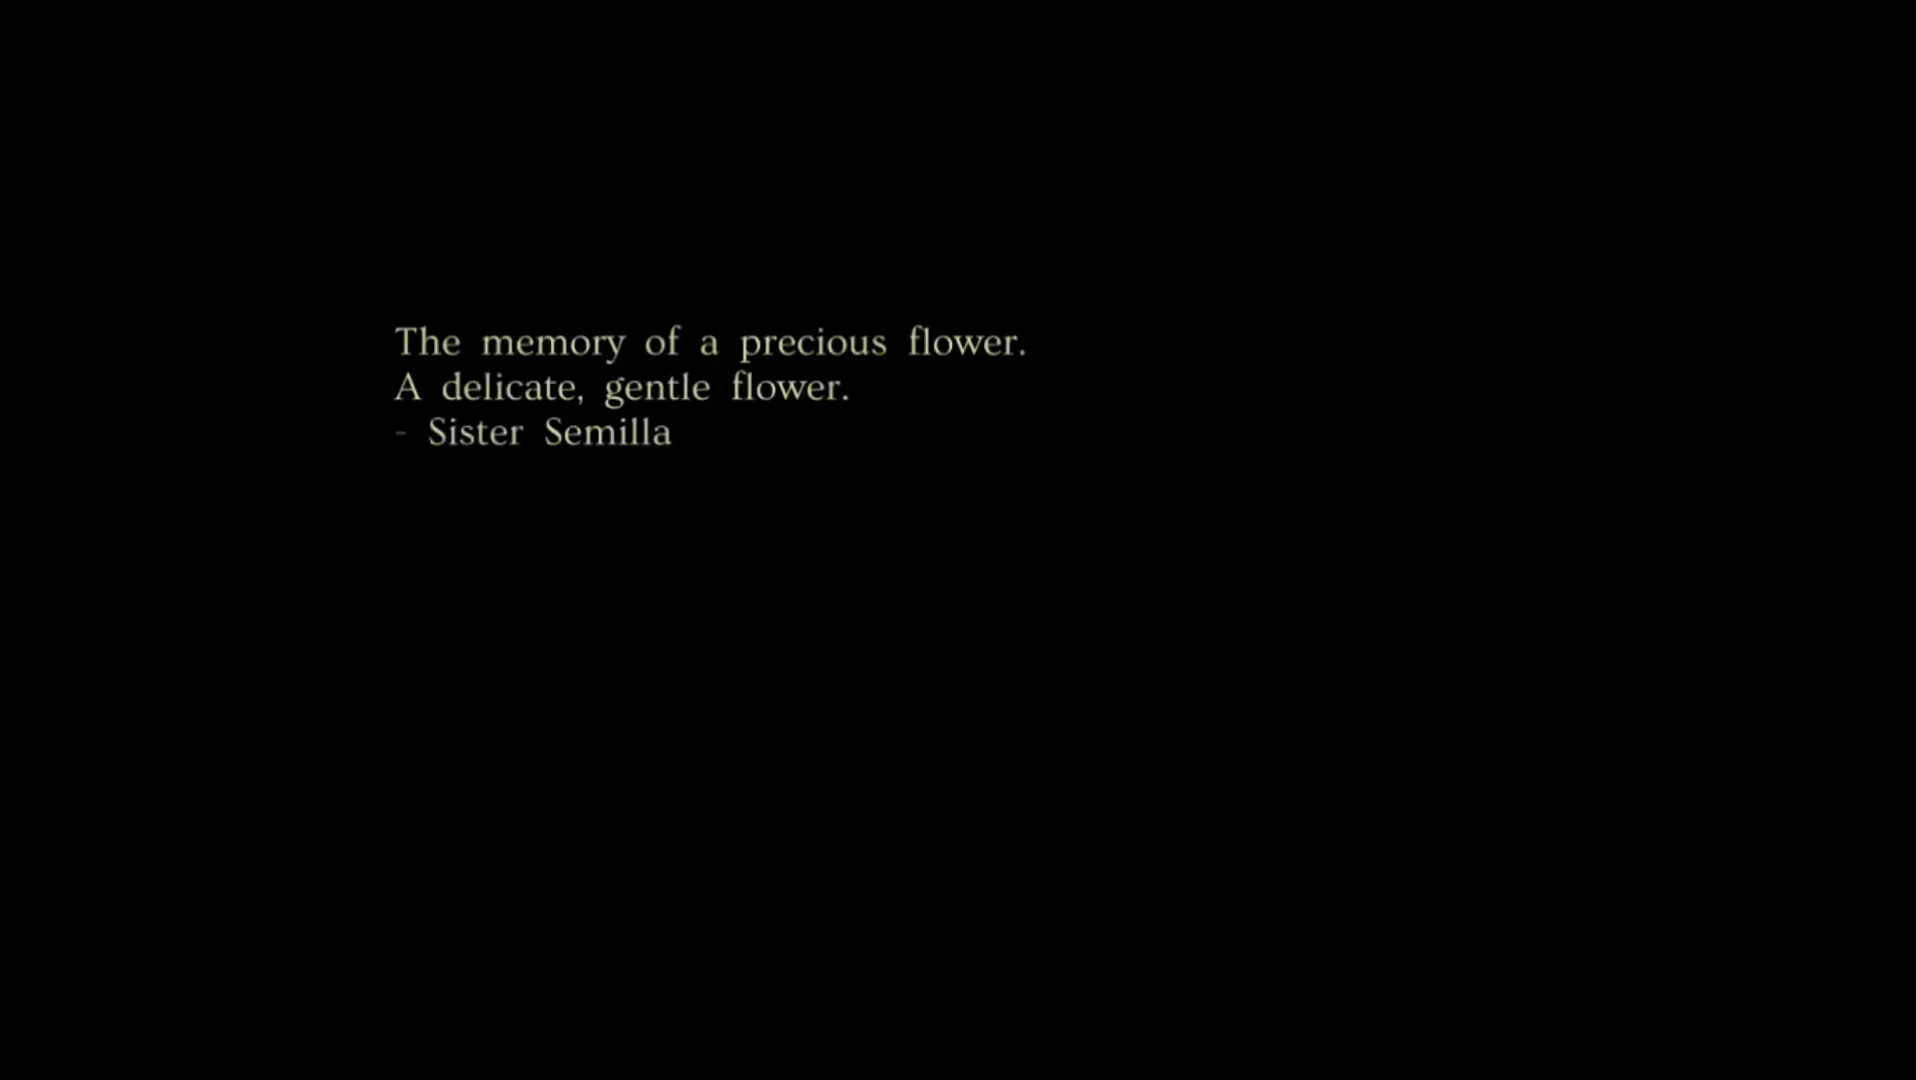 The memory of a precious flower.
A delicate, gentle flower.
- Sister Semilla